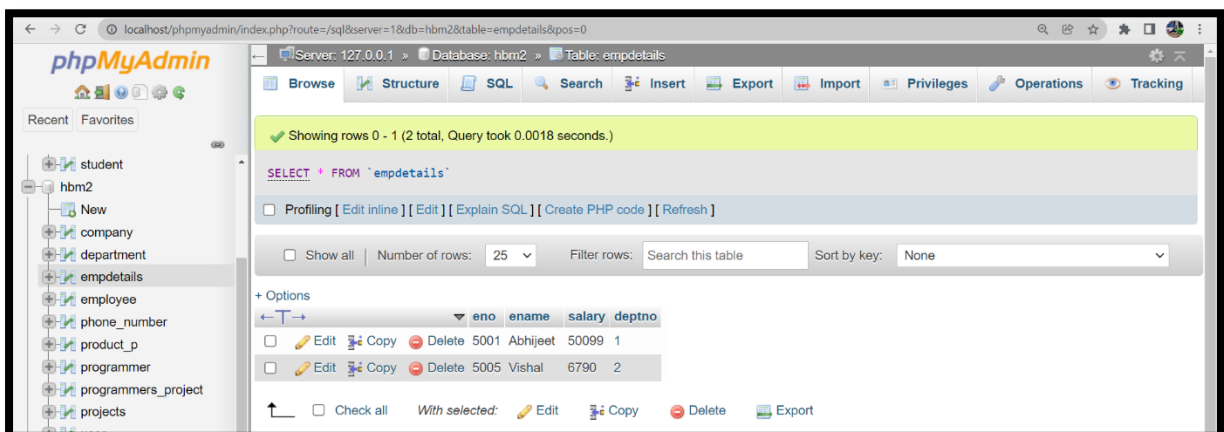 localhost/phpmyadmin/index.php?route=/sql&server=1&db=hbm2&table=empdetails&pos=0
phpMyAdmin
Recent Favorites
student
hbm2
New
company
department
empdetails
employee
phone_number
product_p
programmer
programmers_project
projects
Server: 127.0.0.1 » Database: hbm2 » Table: empdetails
Browse Structure SQL Search Insert Export Import Privileges Operations Tracking
Showing rows 0 - 1 (2 total, Query took 0.0018 seconds.)
SELECT * FROM `empdetails`
Profiling [ Edit inline ] [ Edit ] [ Explain SQL ] [ Create PHP code ] [ Refresh ]
Show all | Number of rows: 25 Filter rows: Search this table Sort by key: None
+ Options
←T→ eno ename salary deptno
Edit Copy Delete 5001 Abhijeet 50099 1
Edit Copy Delete 5005 Vishal 6790 2
Check all With selected: Edit Copy Delete Export